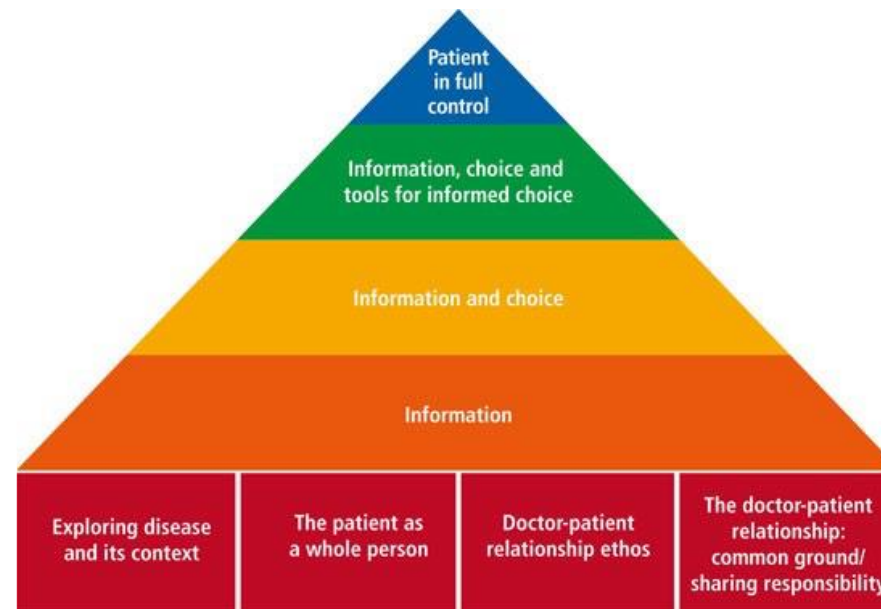 Patient
in full
control
Information, choice and
tools for informed choice
Information and choice
Information
Exploring disease
and its context
The patient as
a whole person
Doctor-patient
relationship ethos
The doctor-patient
relationship:
common ground/
sharing responsibility